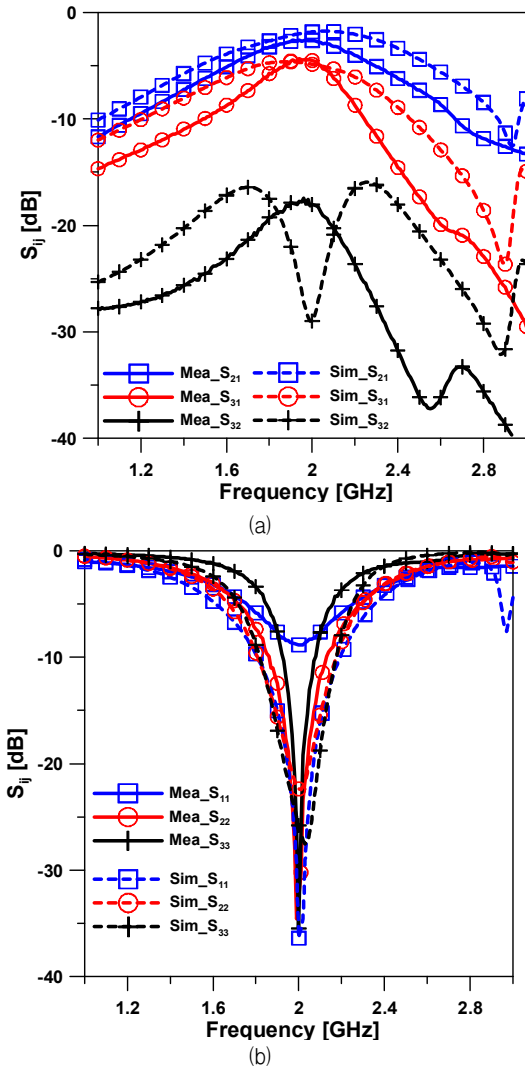 0
-10
-20
-30
-40
S_ij [dB]
Mea_S_21 Sim_S_21
Mea_S_31 Sim_S_31
Mea_S_32 Sim_S_32
1.2 1.6 2 2.4 2.8
Frequency [GHz]
(a)
0
-10
-20
-30
-40
S_ij [dB]
Mea_S_11
Mea_S_22
Mea_S_33
Sim_S_11
Sim_S_22
Sim_S_33
1.2 1.6 2 2.4 2.8
Frequency [GHz]
(b)